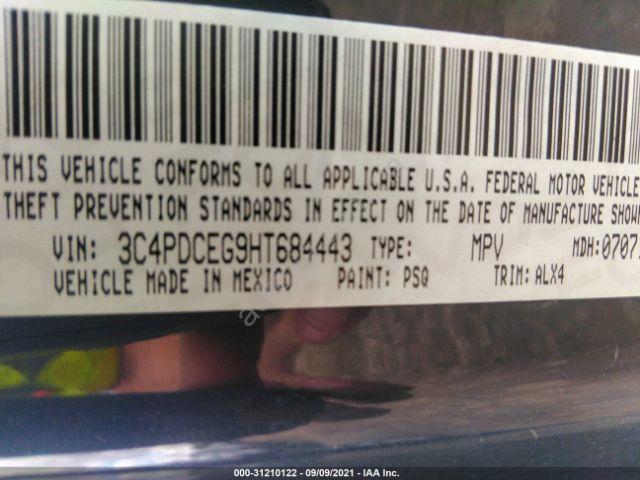 THIS VEHICLE CONFORMS TO ALL APPLICABLE U.S.A. FEDERAL MOTOR VEHICLE
THEFT PREVENTION STANDARDS IN EFFECT ON THE DATE OF MANUFACTURE SHOW
VIN: 3C4PDCEG9HT684443 TYPE: MPV MDH:0707
VEHICLE MADE IN MEXICO PAINT: PSQ TRIM: ALX4
000-31210122 - 09/09/2021 - IAA Inc.